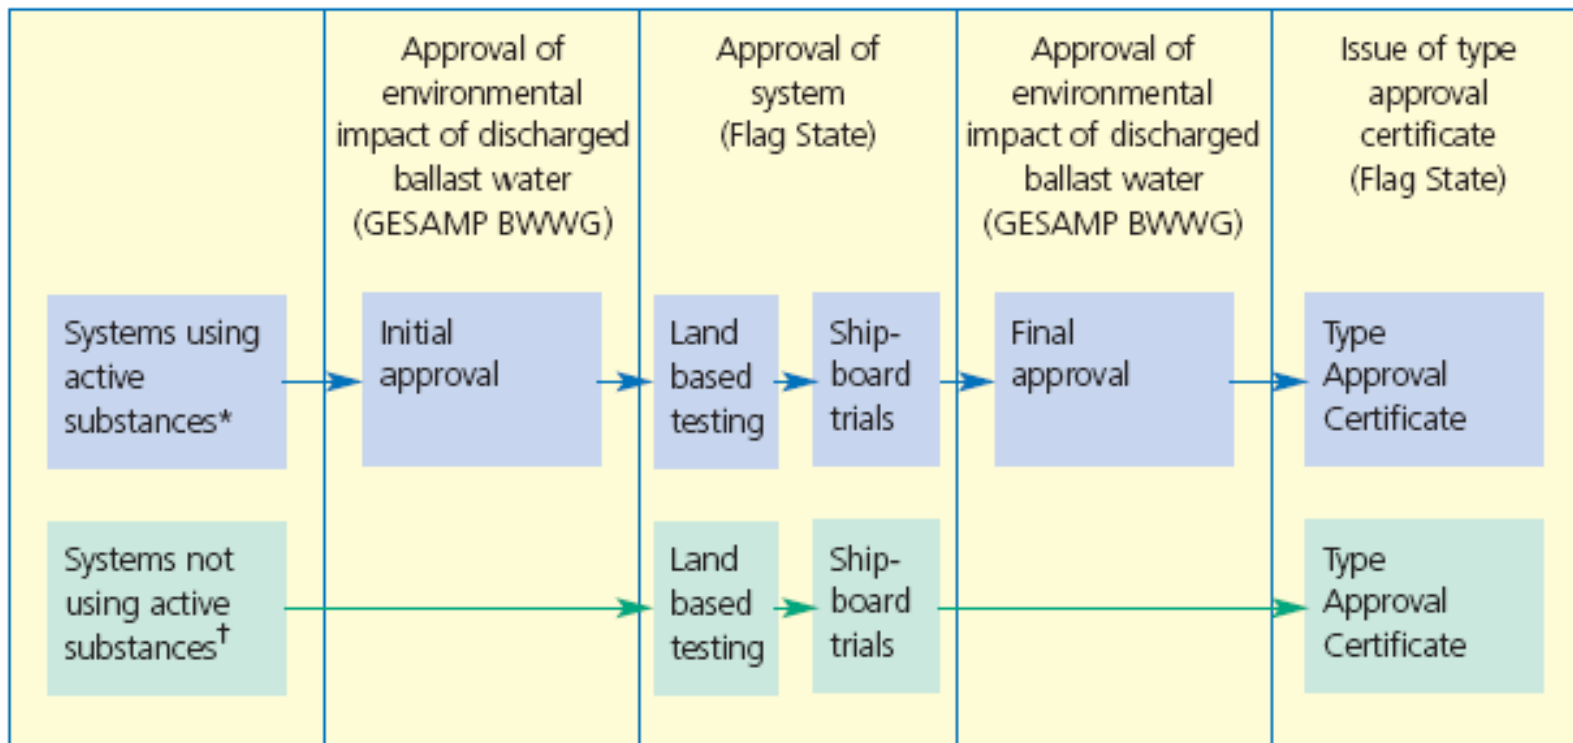 Approval of
environmental
impact of discharged
ballast water
(GESAMP BWWG)
Approval of
system
(Flag State)
Approval of
environmental
impact of discharged
ballast water
(GESAMP BWWG)
Issue of type
approval
certificate
(Flag State)
Systems using
active
substances*
Initial
approval
Land
based
testing
Ship-
board
trials
Final
approval
Type
Approval
Certificate
Systems not
using active
substances†
Land
based
testing
Ship-
board
trials
Type
Approval
Certificate